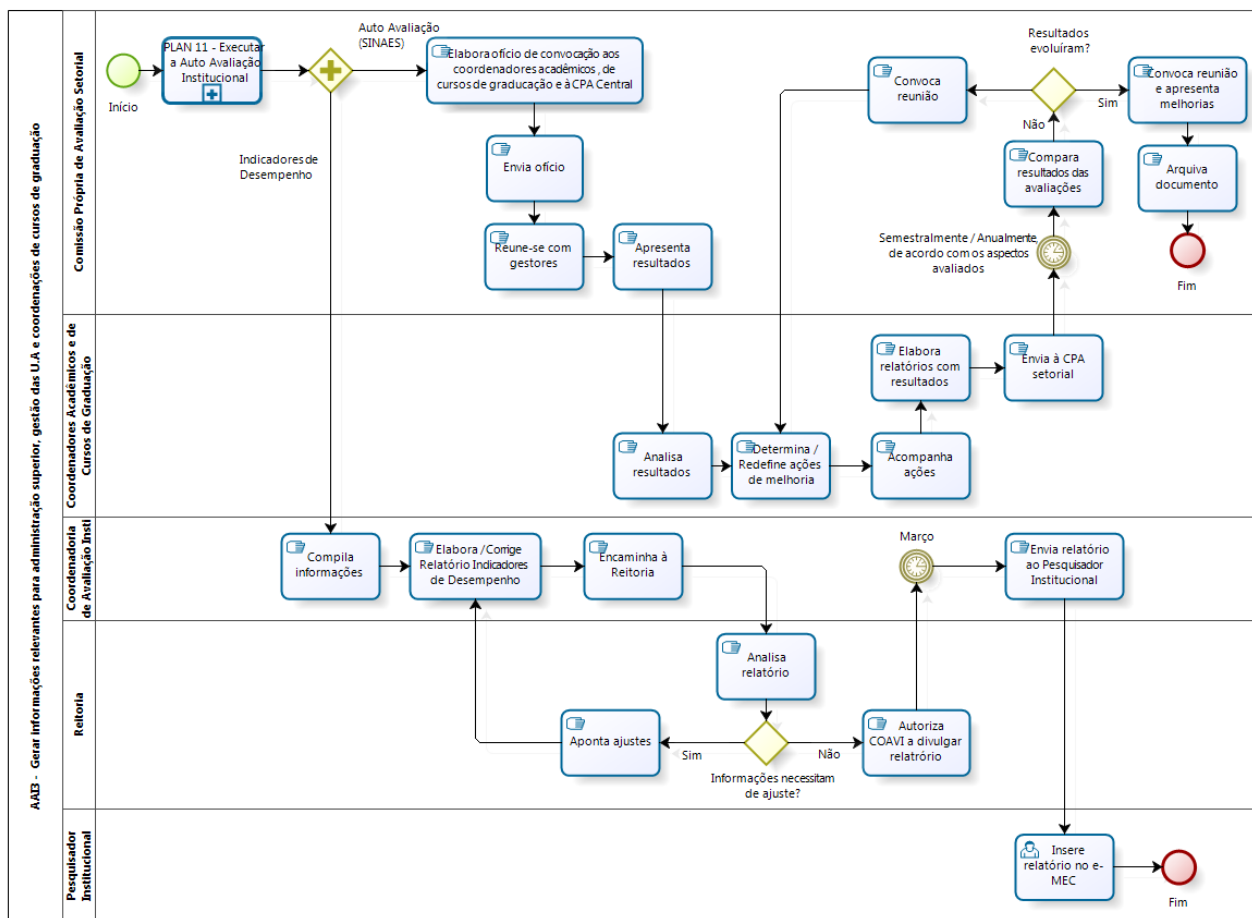 AAI3 - Gerar informações relevantes para administração superior, gestão das U.A e coordenações de cursos de graduação
Comissão Própria de Avaliação Setorial
Início
PLAN 11 - Executar
a Auto Avaliação
Institucional
Auto Avaliação
(SINAES)
Indicadores de
Desempenho
Elabora ofício de convocação aos
coordenadores acadêmicos , de
cursos de graducação e à CPA Central
Envia ofício
Reune-se com
gestores
Apresenta
resultados
Convoca
reunião
Resultados
evoluíram?
Sim
Não
Convoca reunião
e apresenta
melhorias
Compara
resultados das
avaliações
Arquiva
documento
Semestralmente / Anualmente,
de acordo com os aspectos
avaliados
Fim
Coordenadores Acadêmicos e de
Cursos de Graduação
Analisa
resultados
Determina /
Redefine ações
de melhoria
Acompanha
ações
Elabora
relatórios com
resultados
Envia à CPA
setorial
Coordenadoria
de Avaliação Insti
Compila
informações
Elabora / Corrige
Relatório Indicadores
de Desempenho
Encaminha à
Reitoria
Março
Envia relatório
ao Pesquisador
Institucional
Reitoria
Analisa
relatório
Aponta ajustes
Sim
Não
Informações necessitam
de ajuste?
Autoriza
COAVI a divulgar
relatrório
Pesquisador
Institucional
Insere
relatório no e-
MEC
Fim